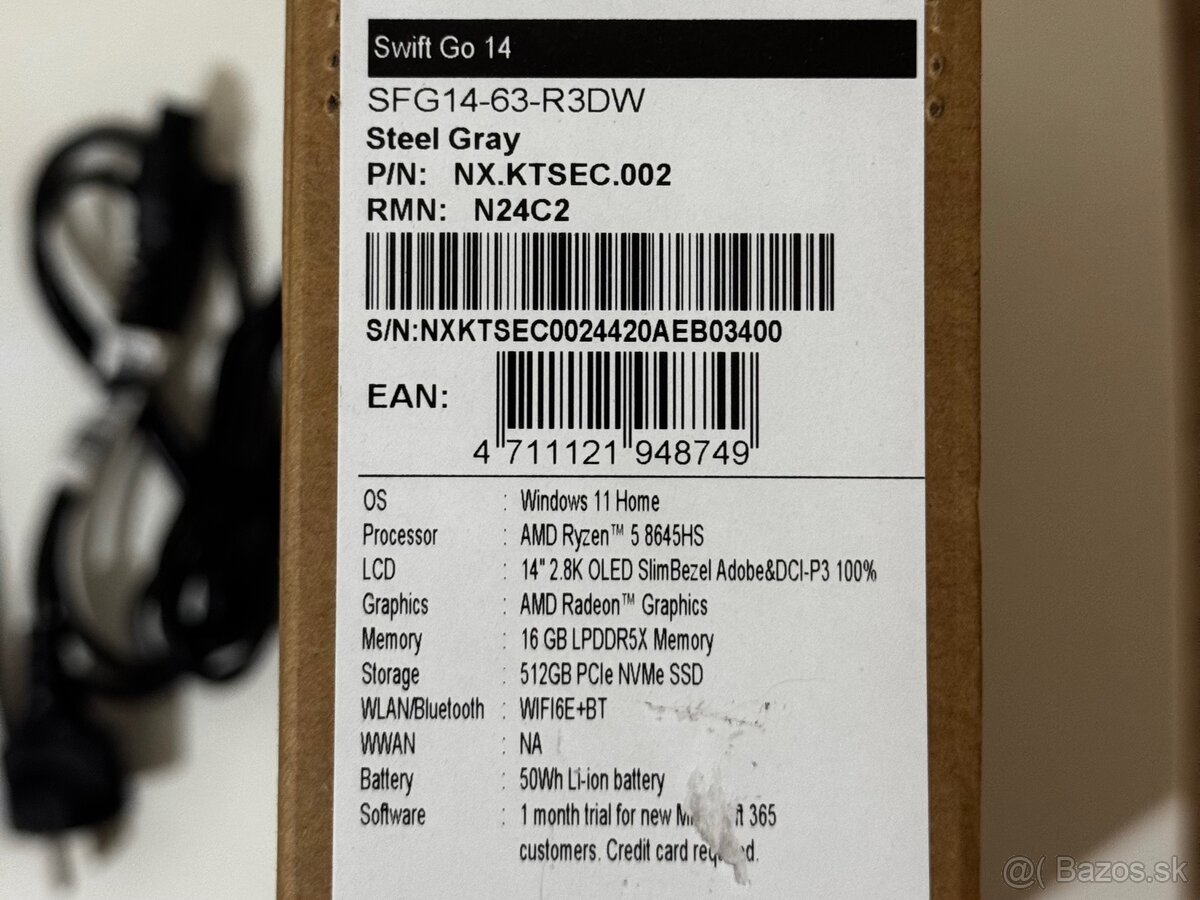 Swift Go 14
SFG14-63-R3DW
Steel Gray
P/N: NX.KTSEC.002
RMN: N24C2
S/N:NXKTSEC0024420AEB03400
EAN:
4 711121 948749
OS : Windows 11 Home
Processor : AMD Ryzen™ 5 8645HS
LCD : 14" 2.8K OLED SlimBezel Adobe&DCI-P3 100%
Graphics : AMD Radeon™ Graphics
Memory : 16 GB LPDDR5X Memory
Storage : 512GB PCIe NVMe SSD
WLAN/Bluetooth : WIFI6E+BT
WWAN : NA
Battery : 50Wh Li-ion battery
Software : 1 month trial for new 365
customers. Credit card
@( Bazos.sk